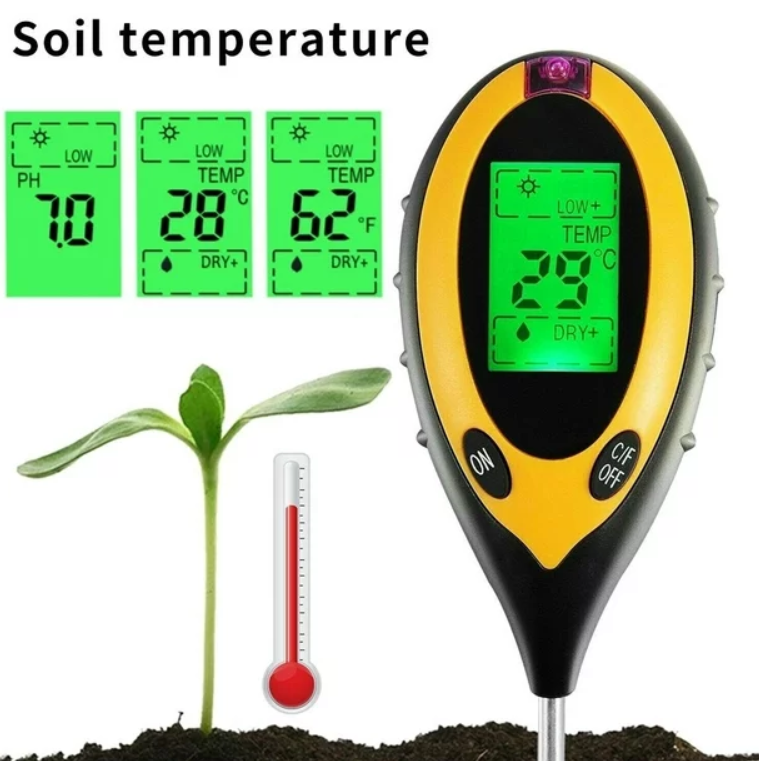 Soil temperature
LOW
PH
7.0
LOW
TEMP
28 °C
DRY+
LOW
TEMP
62 °F
DRY+
LOW+
TEMP
29 °C
DRY+
ON
C/F
OFF